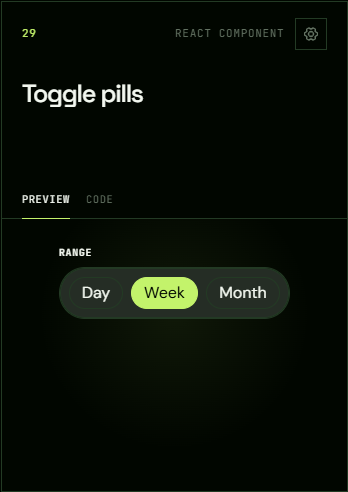 29 REACT COMPONENT
Toggle pills
PREVIEW CODE
RANGE
Day Week Month